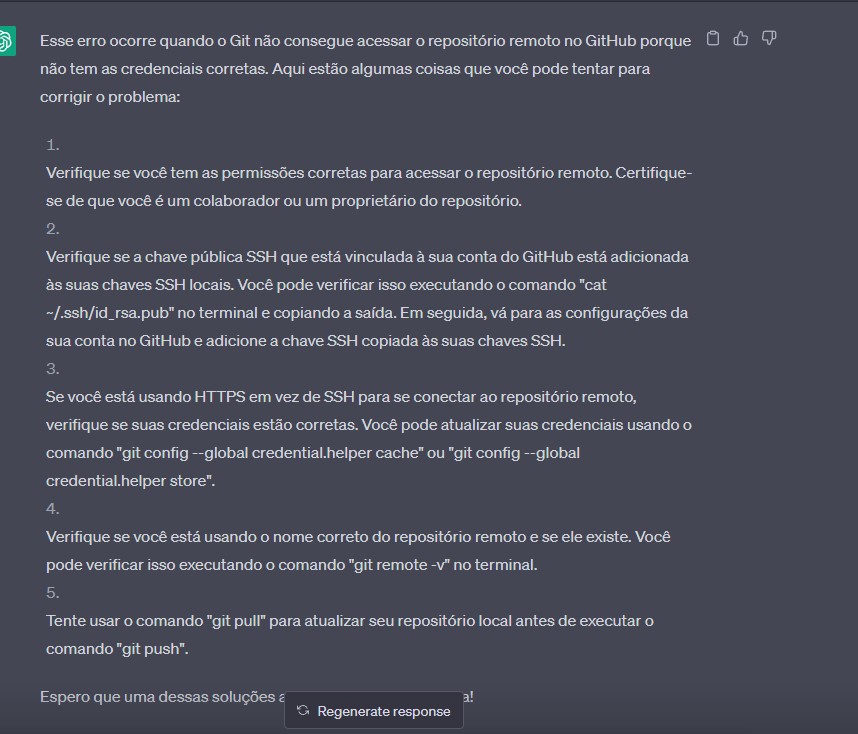 Esse erro ocorre quando o Git não consegue acessar o repositório remoto no GitHub porque
não tem as credenciais corretas. Aqui estão algumas coisas que você pode tentar para
corrigir o problema:
1.
Verifique se você tem as permissões corretas para acessar o repositório remoto. Certifique-
se de que você é um colaborador ou um proprietário do repositório.
2.
Verifique se a chave pública SSH que está vinculada à sua conta do GitHub está adicionada
às suas chaves SSH locais. Você pode verificar isso executando o comando "cat
~/.ssh/id_rsa.pub" no terminal e copiando a saída. Em seguida, vá para as configurações da
sua conta no GitHub e adicione a chave SSH copiada às suas chaves SSH.
3.
Se você está usando HTTPS em vez de SSH para se conectar ao repositório remoto,
verifique se suas credenciais estão corretas. Você pode atualizar suas credenciais usando o
comando "git config --global credential.helper cache" ou "git config --global
credential.helper store".
4.
Verifique se você está usando o nome correto do repositório remoto e se ele existe. Você
pode verificar isso executando o comando "git remote -v" no terminal.
5.
Tente usar o comando "git pull" para atualizar seu repositório local antes de executar o
comando "git push".
Espero que uma dessas soluções
Regenerate response